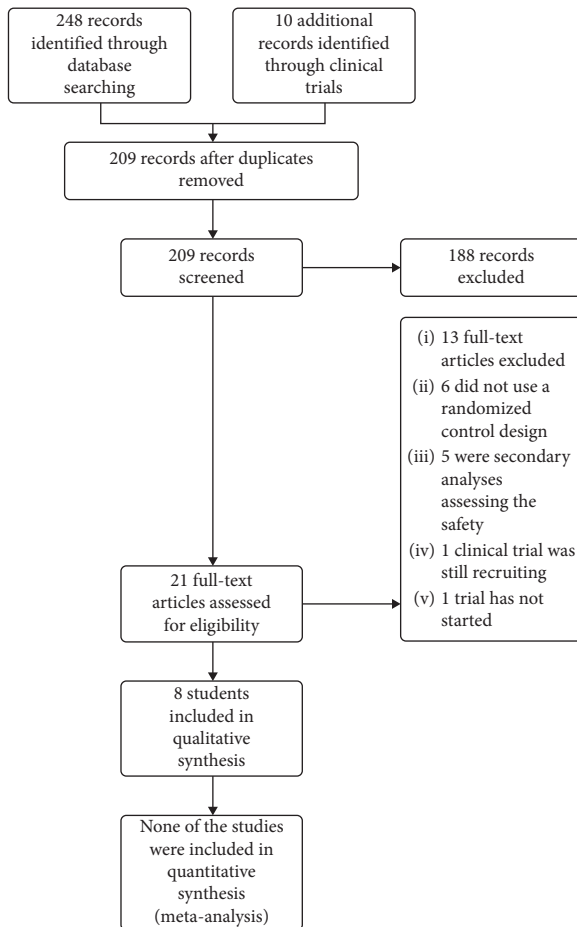 248 records
identified through
database
searching
10 additional
records identified
through clinical
trials
209 records after duplicates
removed
209 records
screened
188 records
excluded
(i) 13 full-text
articles excluded
(ii) 6 did not use a
randomized
control design
(iii) 5 were secondary
analyses
assessing the
safety
(iv) 1 clinical trial was
still recruiting
(v) 1 trial has not
started
21 full-text
articles assessed
for eligibility
8 students
included in
qualitative
synthesis
None of the studies
were included in
quantitative
synthesis
(meta-analysis)